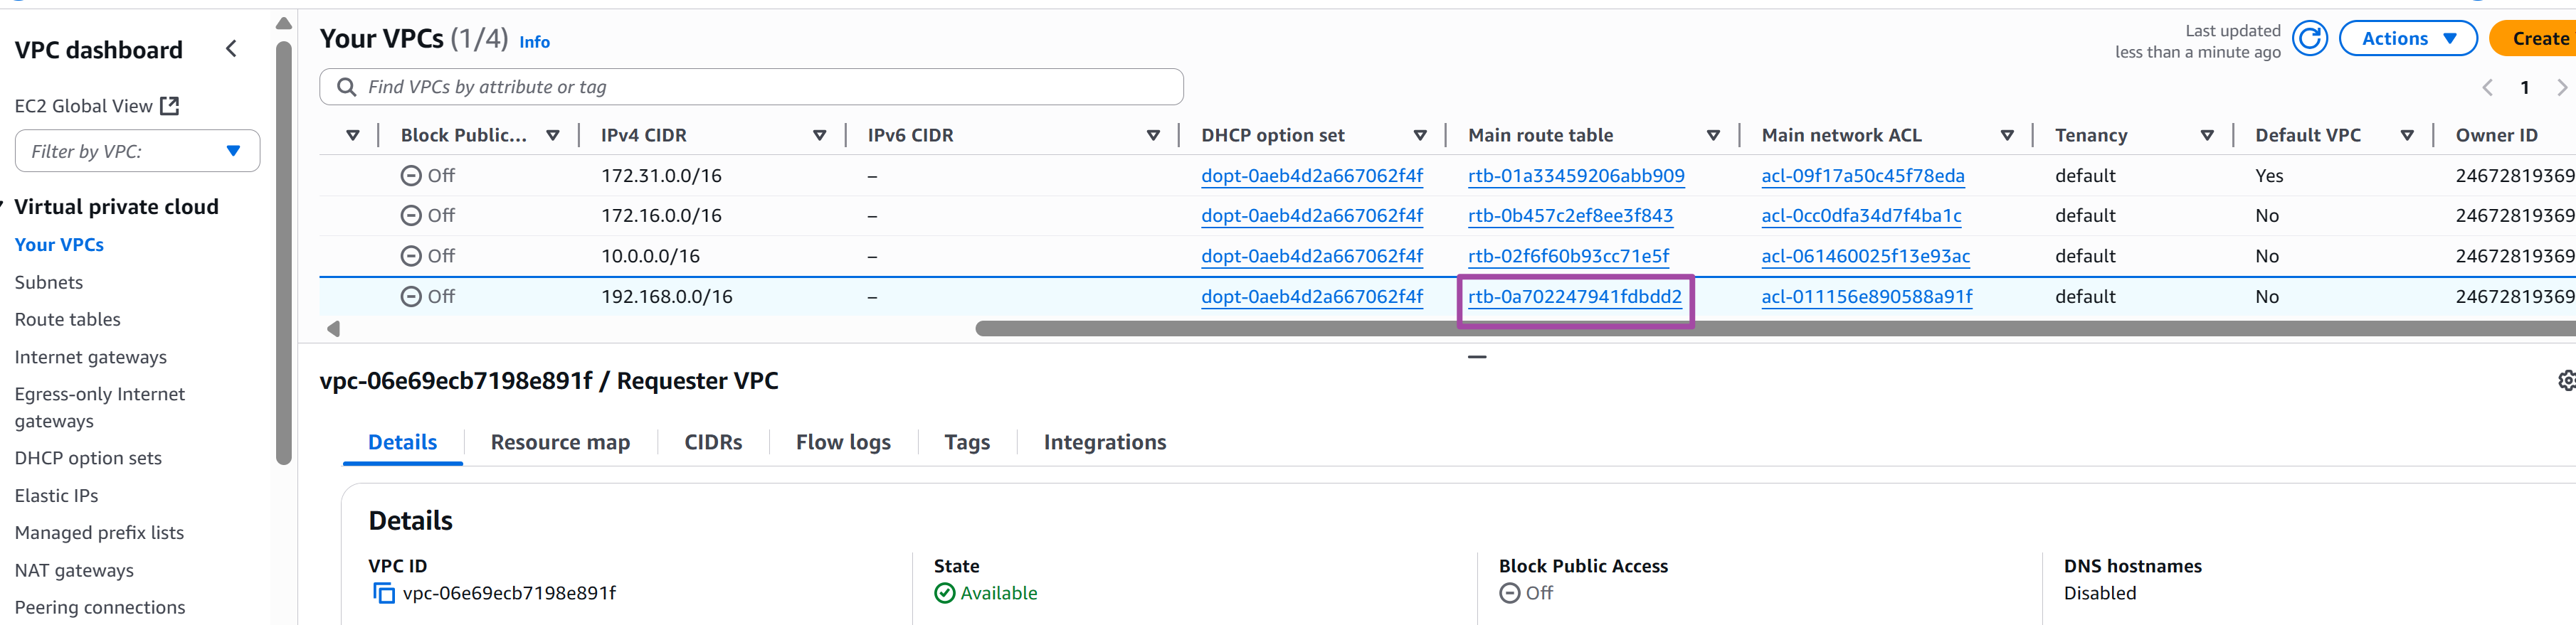 VPC dashboard
EC2 Global View
Filter by VPC:
Virtual private cloud
Your VPCs
Subnets
Route tables
Internet gateways
Egress-only Internet
gateways
DHCP option sets
Elastic IPs
Managed prefix lists
NAT gateways
Peering connections
Your VPCs (1/4) Info
Last updated
less than a minute ago
Actions
Create
Find VPCs by attribute or tag
1
Block Public... IPv4 CIDR IPv6 CIDR DHCP option set Main route table Main network ACL Tenancy Default VPC Owner ID
Off 172.31.0.0/16 – dopt-0aeb4d2a667062f4f rtb-01a33459206abb909 acl-09f17a50c45f78eda default Yes 24672819369
Off 172.16.0.0/16 – dopt-0aeb4d2a667062f4f rtb-0b457c2ef8ee3f843 acl-0cc0dfa34d7f4ba1c default No 24672819369
Off 10.0.0.0/16 – dopt-0aeb4d2a667062f4f rtb-02f6f60b93cc71e5f acl-061460025f13e93ac default No 24672819369
Off 192.168.0.0/16 – dopt-0aeb4d2a667062f4f rtb-0a702247941fdbdd2 acl-011156e890588a91f default No 24672819369
vpc-06e69ecb7198e891f / Requester VPC
Details Resource map CIDRs Flow logs Tags Integrations
Details
VPC ID State Block Public Access DNS hostnames
vpc-06e69ecb7198e891f Available Off Disabled